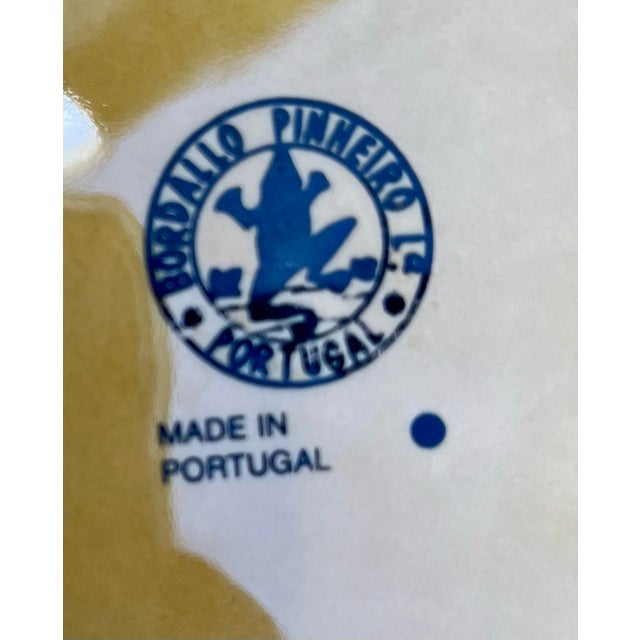 BORDALLO PINHEIRO Lª
PORTUGAL
MADE IN
PORTUGAL